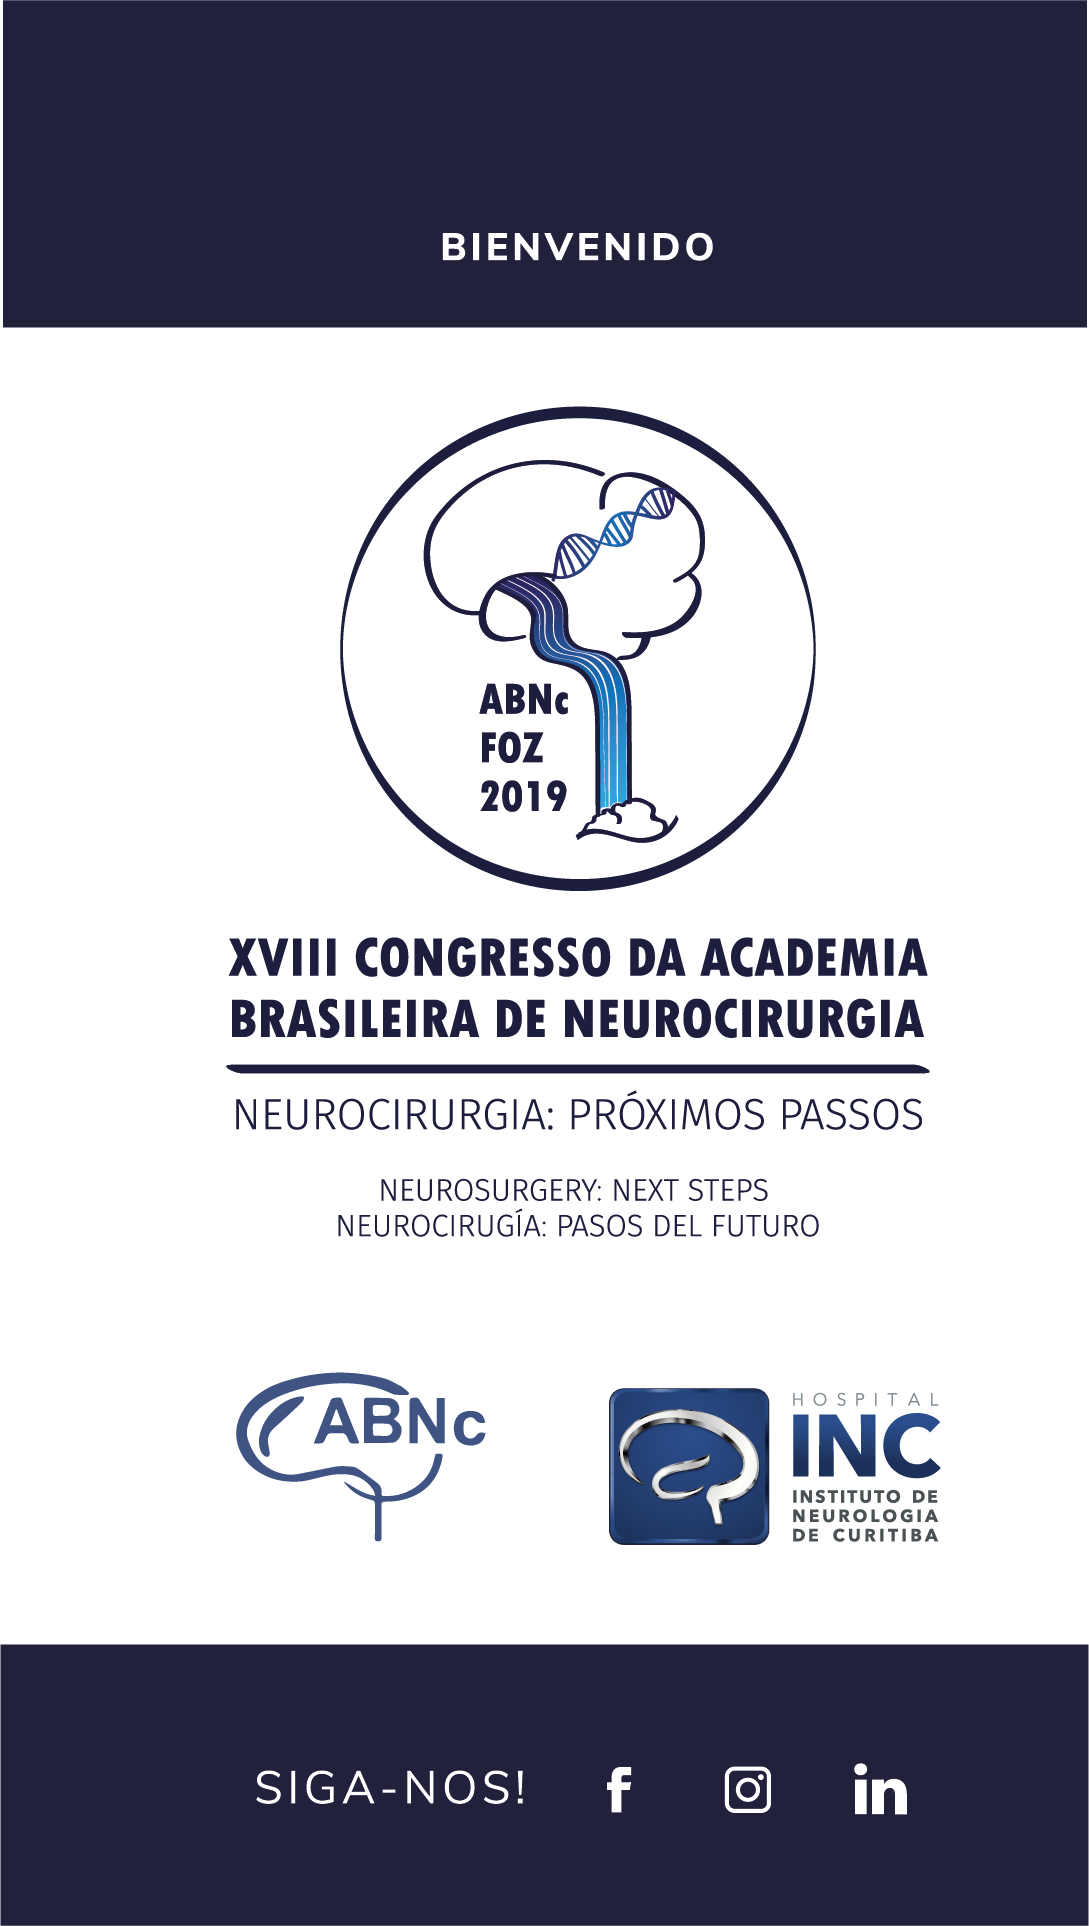 BIENVENIDO
ABNc
FOZ
2019
XVIII CONGRESSO DA ACADEMIA
BRASILEIRA DE NEUROCIRURGIA
NEUROCIRURGIA: PRÓXIMOS PASSOS
NEUROSURGERY: NEXT STEPS
NEUROCIRUGÍA: PASOS DEL FUTURO
ABNc
HOSPITAL
INC
INSTITUTO DE
NEUROLOGIA
DE CURITIBA
SIGA-NOS!